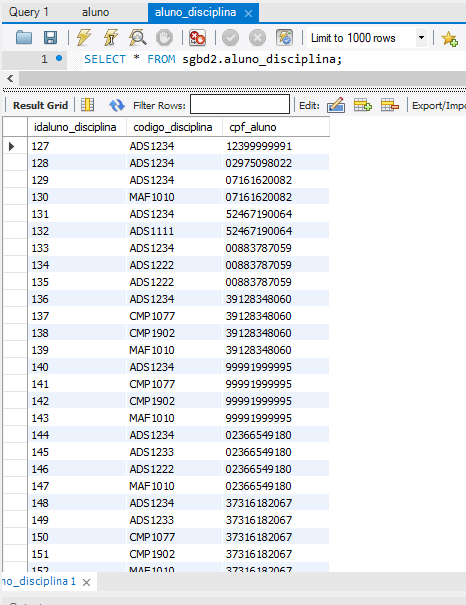 Query 1 aluno aluno_disciplina
Limit to 1000 rows
1 SELECT * FROM sgbd2.aluno_disciplina;
Result Grid Filter Rows: Edit: Export/Impo
idaluno_disciplina codigo_disciplina cpf_aluno
127 ADS1234 12399999991
128 ADS1234 02975098022
129 ADS1234 07161620082
130 MAF1010 07161620082
131 ADS1234 52467190064
132 ADS1111 52467190064
133 ADS1234 00883787059
134 ADS1222 00883787059
135 ADS1222 00883787059
136 ADS1234 39128348060
137 CMP1077 39128348060
138 CMP1902 39128348060
139 MAF1010 39128348060
140 ADS1234 99991999995
141 CMP1077 99991999995
142 CMP1902 99991999995
143 MAF1010 99991999995
144 ADS1234 02366549180
145 ADS1233 02366549180
146 ADS1222 02366549180
147 MAF1010 02366549180
148 ADS1234 37316182067
149 ADS1233 37316182067
150 CMP1077 37316182067
151 CMP1902 37316182067
152 MAF1010 37316182067
no_disciplina 1